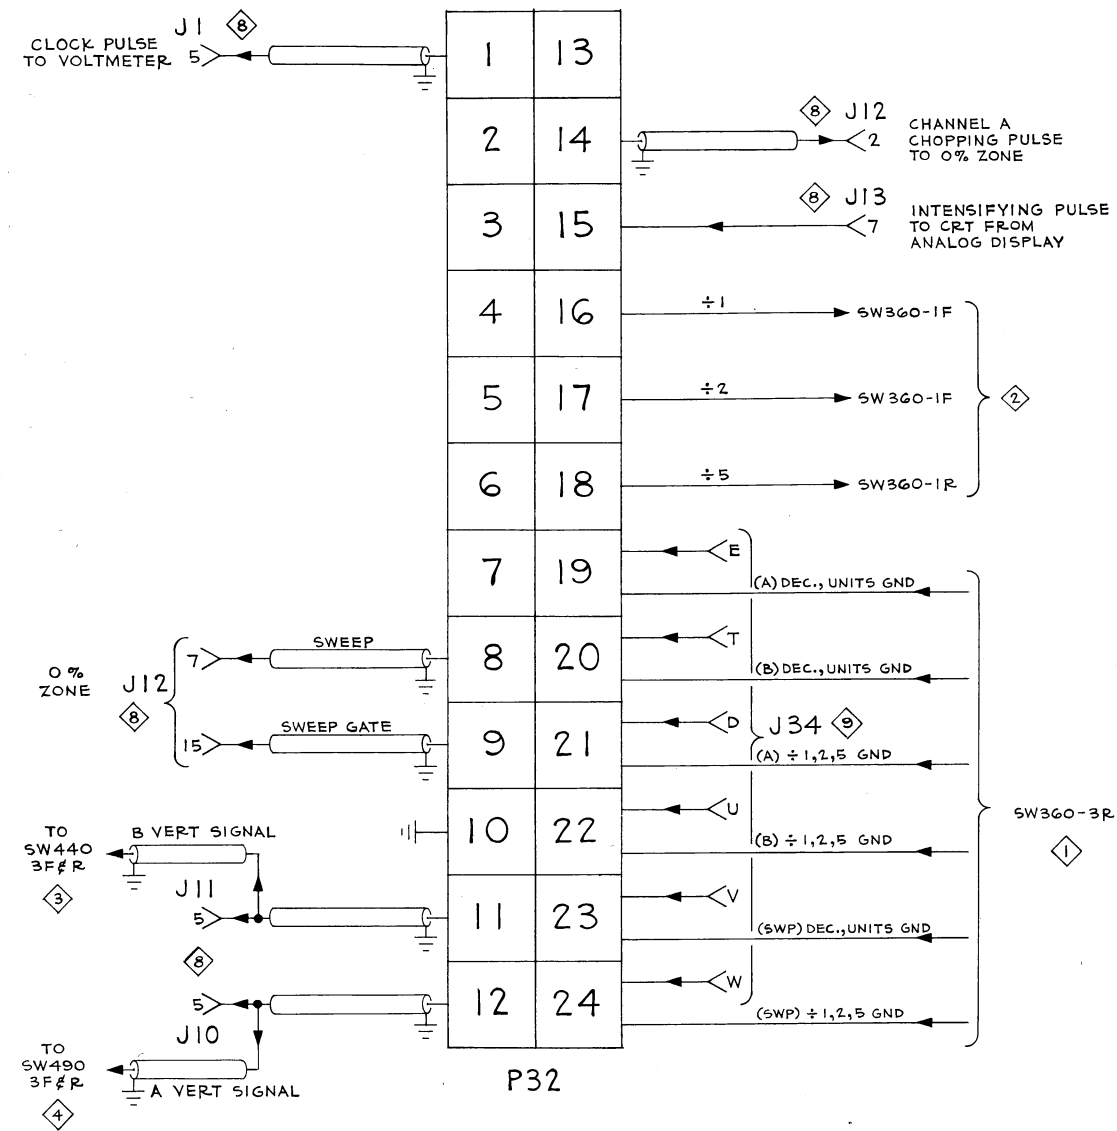 J1 8
CLOCK PULSE
TO VOLTMETER 5
1 13
2 14
8 J12
2
CHANNEL A
CHOPPING PULSE
TO 0% ZONE
3 15
8 J13
7
INTENSIFYING PULSE
TO CRT FROM
ANALOG DISPLAY
4 16
÷1
SW360-1F
5 17
÷2
SW360-1F
2
6 18
÷5
SW360-1R
7 19
E
(A) DEC., UNITS GND
0%
ZONE
J12
8
7
SWEEP
8 20
T
(B) DEC., UNITS GND
15
SWEEP GATE
9 21
D
J34 9
(A) ÷1,2,5 GND
10 22
U
(B) ÷1,2,5 GND
SW360-3R
1
TO
SW440
3F&R
3
B VERT SIGNAL
J11
5
11 23
V
(SWP) DEC., UNITS GND
8
5
J10
12 24
W
(SWP) ÷1,2,5 GND
TO
SW490
3F&R
4
A VERT SIGNAL
P32